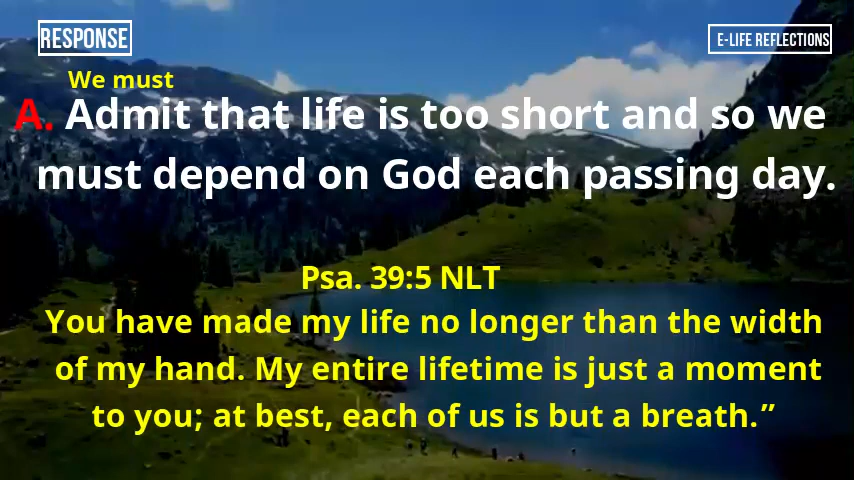 RESPONSE
E-LIFE REFLECTIONS
We must
A. Admit that life is too short and so we
must depend on God each passing day.
Psa. 39:5 NLT
You have made my life no longer than the width
of my hand. My entire lifetime is just a moment
to you; at best, each of us is but a breath.”